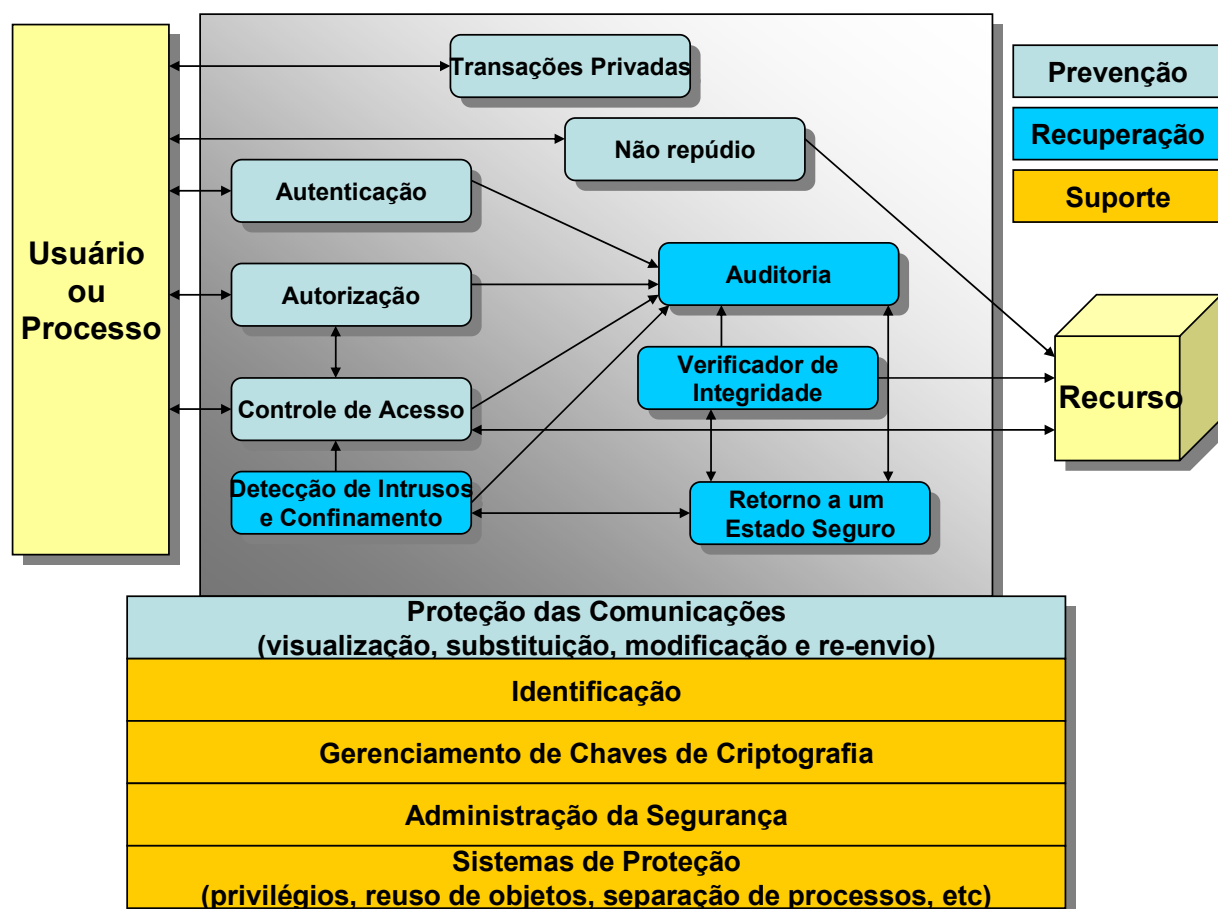 Transações Privadas
Prevenção
Recuperação
Suporte
Não repúdio
Autenticação
Usuário
ou
Processo
Autorização
Auditoria
Verificador de
Integridade
Controle de Acesso
Recurso
Detecção de Intrusos
e Confinamento
Retorno a um
Estado Seguro
Proteção das Comunicações
(visualização, substituição, modificação e re-envio)
Identificação
Gerenciamento de Chaves de Criptografia
Administração da Segurança
Sistemas de Proteção
(privilégios, reuso de objetos, separação de processos, etc)